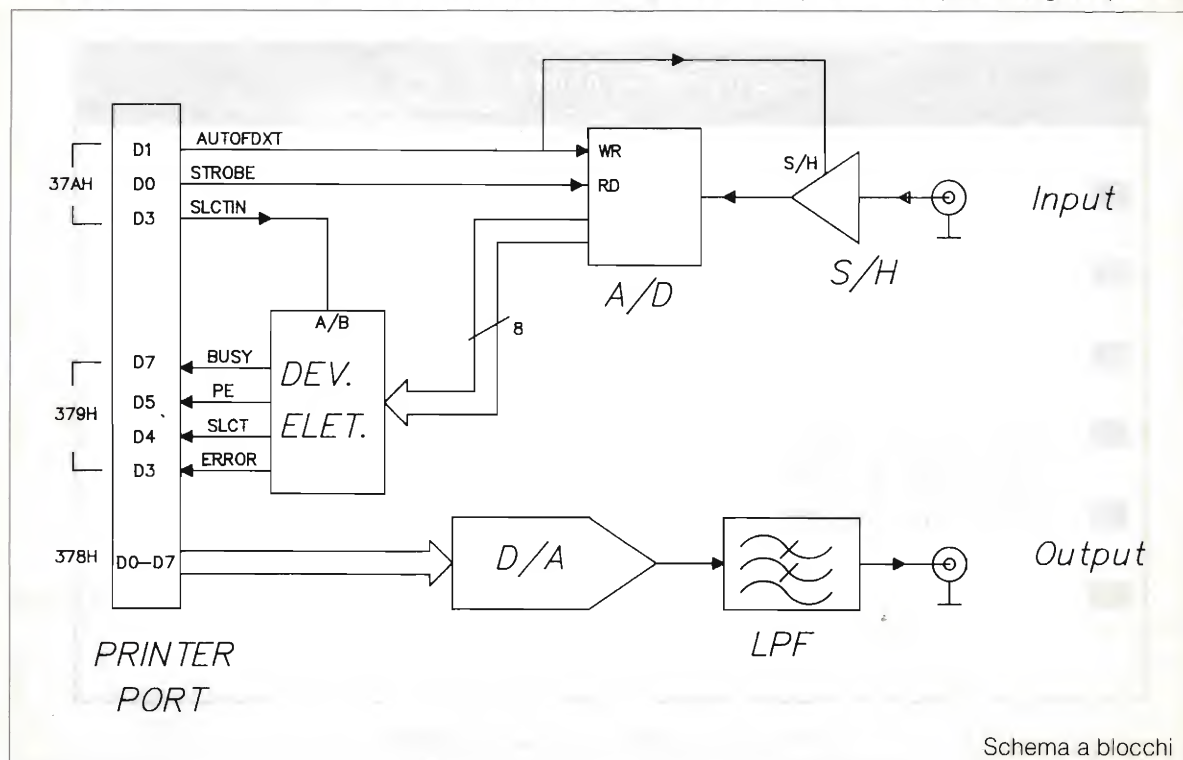 D1 AUTOFDXT WR S/H
37AH D0 STROBE RD Input
D3 SLCTIN
S/H
A/D
A/B 8
D7 BUSY DEV.
379H D5 PE
D4 SLCT ELET.
D3 ERROR
378H D0-D7 D/A Output
LPF
PRINTER
PORT
Schema a blocchi